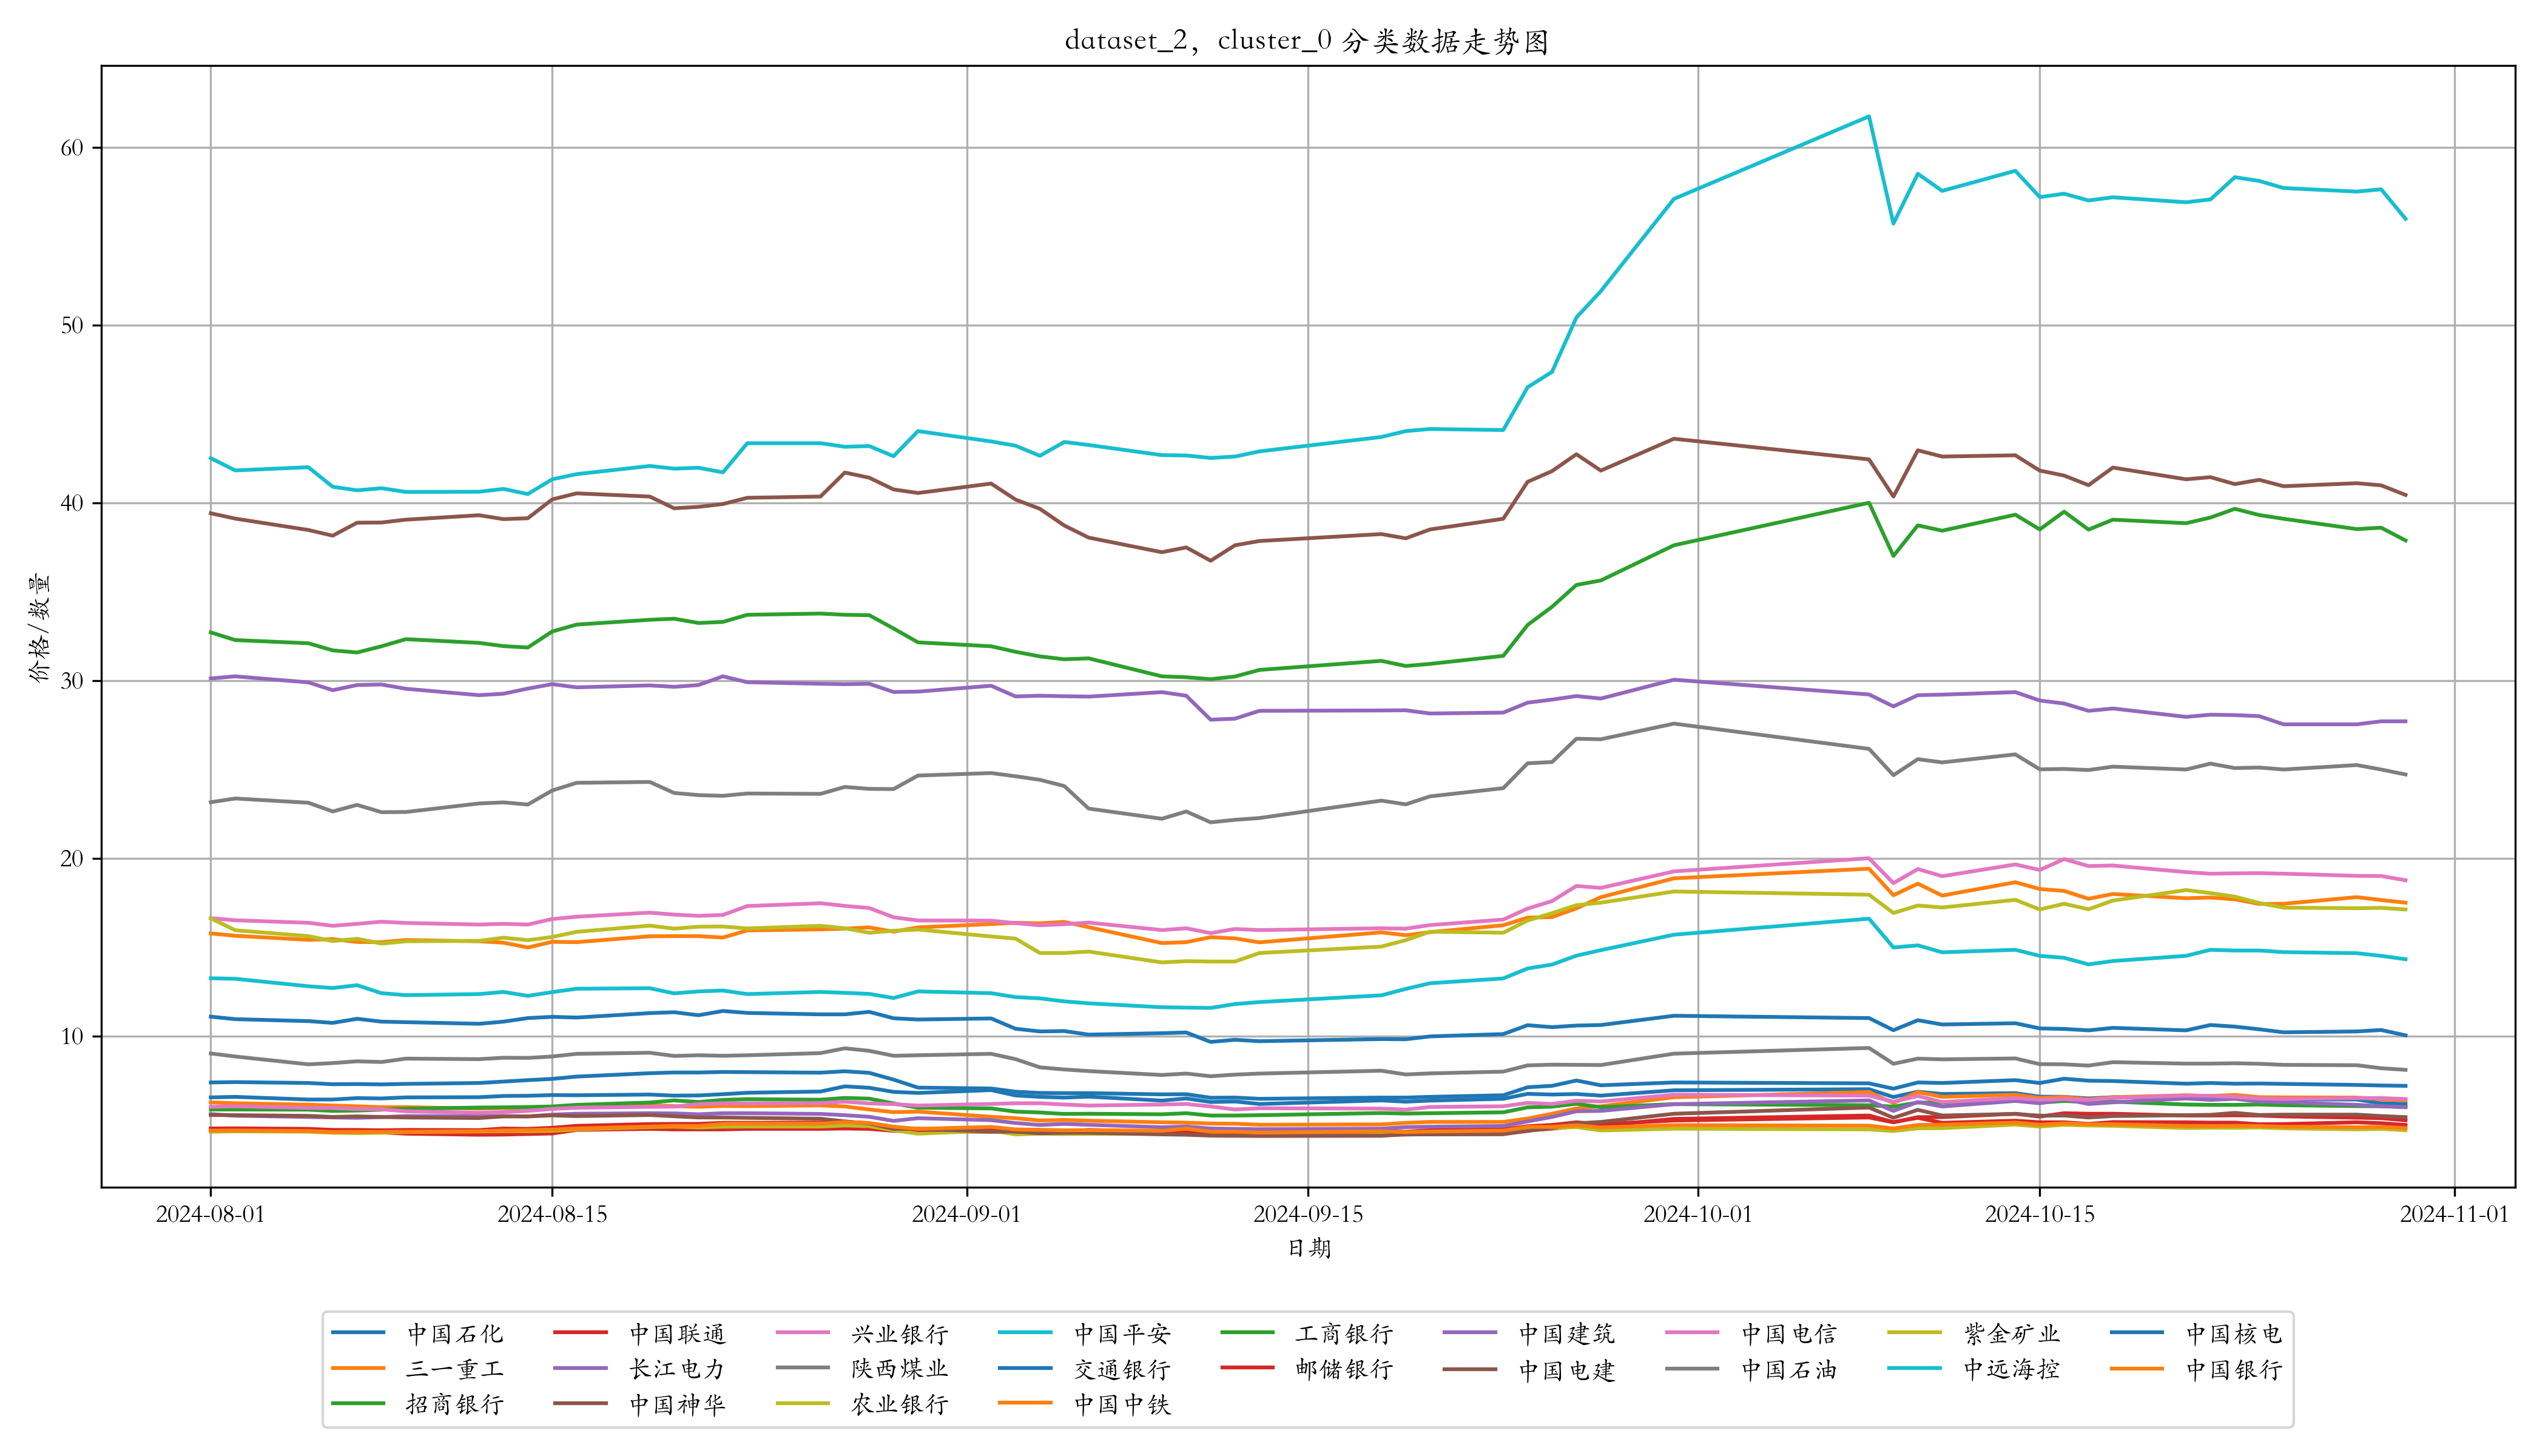 dataset_2，cluster_0 分类数据走势图
价格/数量
60
50
40
30
20
10
2024-08-01 2024-08-15 2024-09-01 2024-09-15 2024-10-01 2024-10-15 2024-11-01
日期
中国石化 中国联通 兴业银行 中国平安 工商银行 中国建筑 中国电信 紫金矿业 中国核电
三一重工 长江电力 陕西煤业 交通银行 邮储银行 中国电建 中国石油 中远海控 中国银行
招商银行 中国神华 农业银行 中国中铁